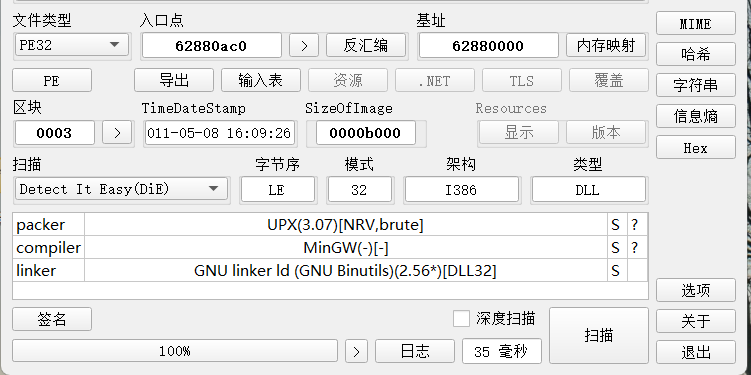 文件类型 入口点 基址 MIME
PE32 62880ac0 > 反汇编 62880000 内存映射 哈希
PE 导出 输入表 资源 .NET TLS 覆盖 字符串
区块 TimeDateStamp SizeOfImage Resources 信息熵
0003 > 011-05-08 16:09:26 0000b000 显示 版本 Hex
扫描 字节序 模式 架构 类型
Detect It Easy(DiE) LE 32 I386 DLL
packer UPX(3.07)[NRV,brute] S ?
compiler MinGW(-)[-] S ?
linker GNU linker ld (GNU Binutils)(2.56*)[DLL32] S
选项
签名 深度扫描 扫描 关于
100% > 日志 35 毫秒 退出